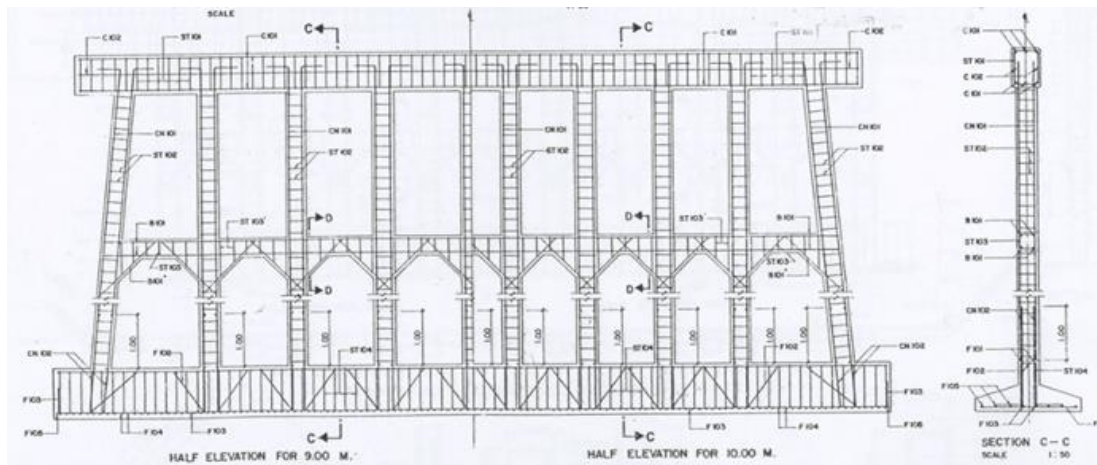 SCALE
C C
C 102 ST 101 C 101 C 101 ST 101 C 102
CN 101 CN 101 CN 101 CN 101
ST 102 ST 102 ST 102 ST 102
D D
B 101 ST 103' ST 103' B 101
ST 103 ST 103
B 101" B 101"
D D
1.00 1.00 1.00 1.00 1.00 1.00 1.00 1.00 1.00
CN 102 F 102 ST 104 ST 104 F 102 CN 102
F 103 F 103
F 106 F 104 F 103 F 103 F 104 F 106
C C
HALF ELEVATION FOR 9.00 M.
HALF ELEVATION FOR 10.00 M.
C 101
ST 101
C 102
C 101
CN 101
ST 102
B 101
ST 103
B 101
CN 102
1.00
F 101
F 102
ST 104
F 105
F 103
F 104
SECTION C-C
SCALE 1:50